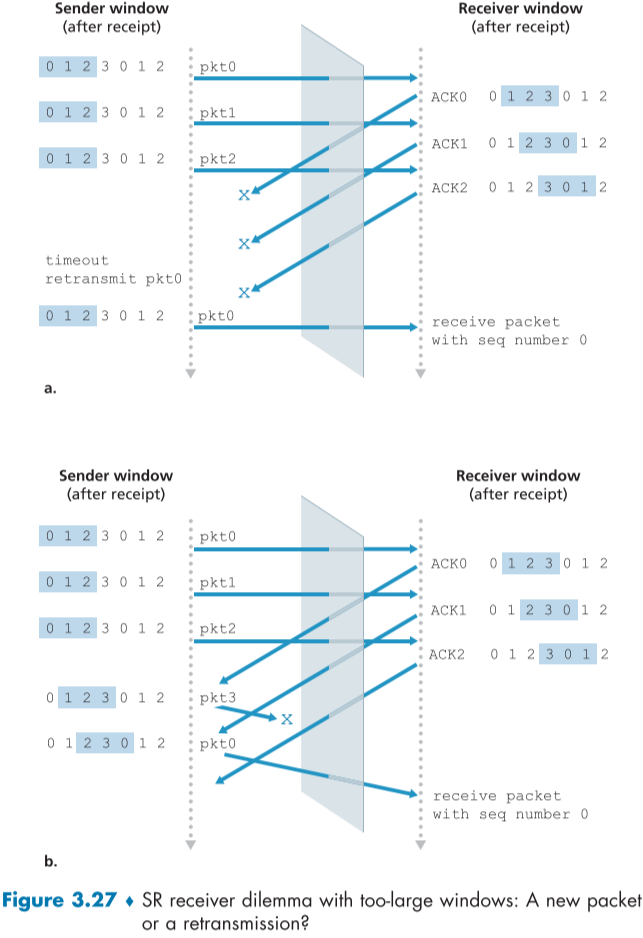 Sender window Receiver window
(after receipt) (after receipt)
0 1 2 3 0 1 2 pkt0
ACK0 0 1 2 3 0 1 2
0 1 2 3 0 1 2 pkt1
ACK1 0 1 2 3 0 1 2
0 1 2 3 0 1 2 pkt2
ACK2 0 1 2 3 0 1 2
X
X
timeout
retransmit pkt0
X
0 1 2 3 0 1 2 pkt0
receive packet
with seq number 0
a.
Sender window Receiver window
(after receipt) (after receipt)
0 1 2 3 0 1 2 pkt0
ACK0 0 1 2 3 0 1 2
0 1 2 3 0 1 2 pkt1
ACK1 0 1 2 3 0 1 2
0 1 2 3 0 1 2 pkt2
ACK2 0 1 2 3 0 1 2
0 1 2 3 0 1 2 pkt3
X
0 1 2 3 0 1 2 pkt0
receive packet
with seq number 0
b.
Figure 3.27 ♦ SR receiver dilemma with too-large windows: A new packet
or a retransmission?